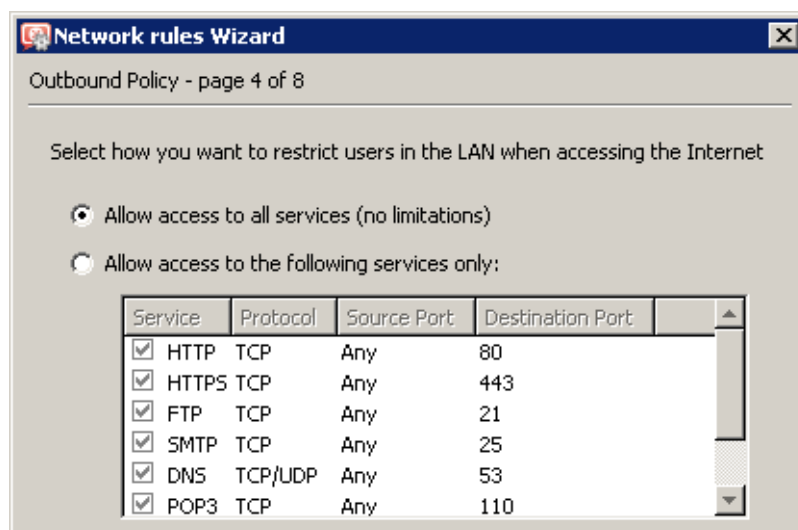 Network rules Wizard
Outbound Policy - page 4 of 8
Select how you want to restrict users in the LAN when accessing the Internet
Allow access to all services (no limitations)
Allow access to the following services only:
Service Protocol Source Port Destination Port
HTTP TCP Any 80
HTTPS TCP Any 443
FTP TCP Any 21
SMTP TCP Any 25
DNS TCP/UDP Any 53
POP3 TCP Any 110